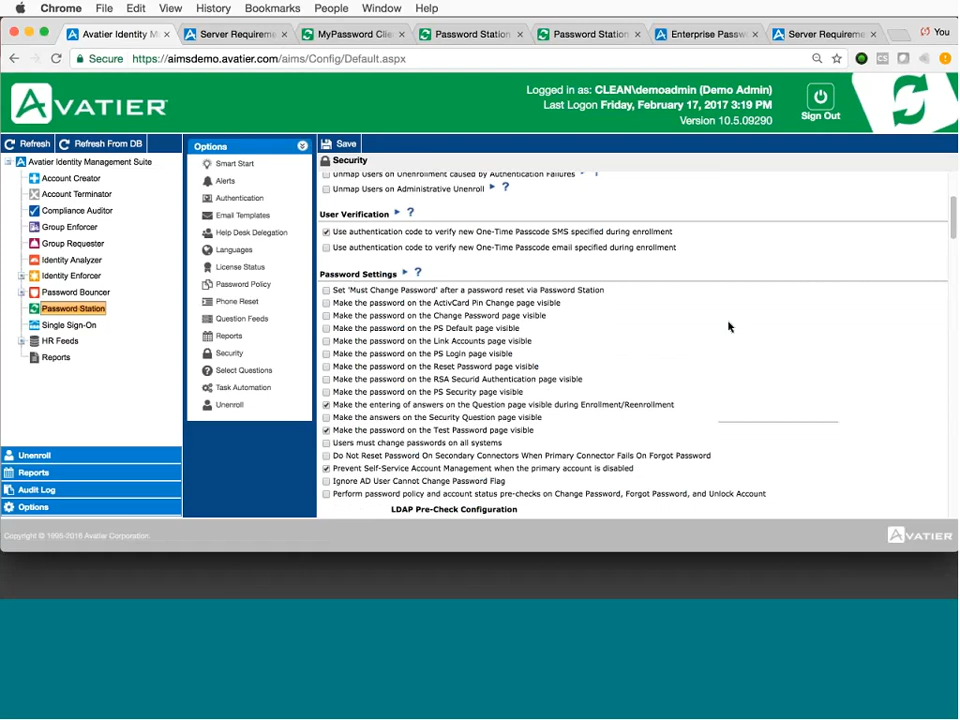 Chrome File Edit View History Bookmarks People Window Help
Avatier Identity M × Server Requireme × MyPassword Clie × Password Station × Password Station × Enterprise Passw × Server Requireme × You
Secure https://aimsdemo.avatier.com/aims/Config/Default.aspx
AVATIER
Logged in as: CLEAN\demoadmin (Demo Admin)
Last Logon Friday, February 17, 2017 3:19 PM
Version 10.5.09290
Sign Out
Refresh Refresh From DB
Avatier Identity Management Suite
Account Creator
Account Terminator
Compliance Auditor
Group Enforcer
Group Requester
Identity Analyzer
Identity Enforcer
Password Bouncer
Password Station
Single Sign-On
HR Feeds
Reports
Unenroll
Reports
Audit Log
Options
Options
Smart Start
Alerts
Authentication
Email Templates
Help Desk Delegation
Languages
License Status
Password Policy
Phone Reset
Question Feeds
Reports
Security
Select Questions
Task Automation
Unenroll
Save
Security
Unmap Users on Unenrollment caused by Authentication Failures ?
Unmap Users on Administrative Unenroll ?
User Verification ?
Use authentication code to verify new One-Time Passcode SMS specified during enrollment
Use authentication code to verify new One-Time Passcode email specified during enrollment
Password Settings ?
Set 'Must Change Password' after a password reset via Password Station
Make the password on the ActivCard Pin Change page visible
Make the password on the Change Password page visible
Make the password on the PS Default page visible
Make the password on the Link Accounts page visible
Make the password on the PS Login page visible
Make the password on the Reset Password page visible
Make the password on the RSA Securid Authentication page visible
Make the password on the PS Security page visible
Make the entering of answers on the Question page visible during Enrollment/Reenrollment
Make the answers on the Security Question page visible
Make the password on the Test Password page visible
Users must change passwords on all systems
Do Not Reset Password On Secondary Connectors When Primary Connector Fails On Forgot Password
Prevent Self-Service Account Management when the primary account is disabled
Ignore AD User Cannot Change Password Flag
Perform password policy and account status pre-checks on Change Password, Forgot Password, and Unlock Account
LDAP Pre-Check Configuration
Copyright © 1995-2016 Avatier Corporation.
AVATIER